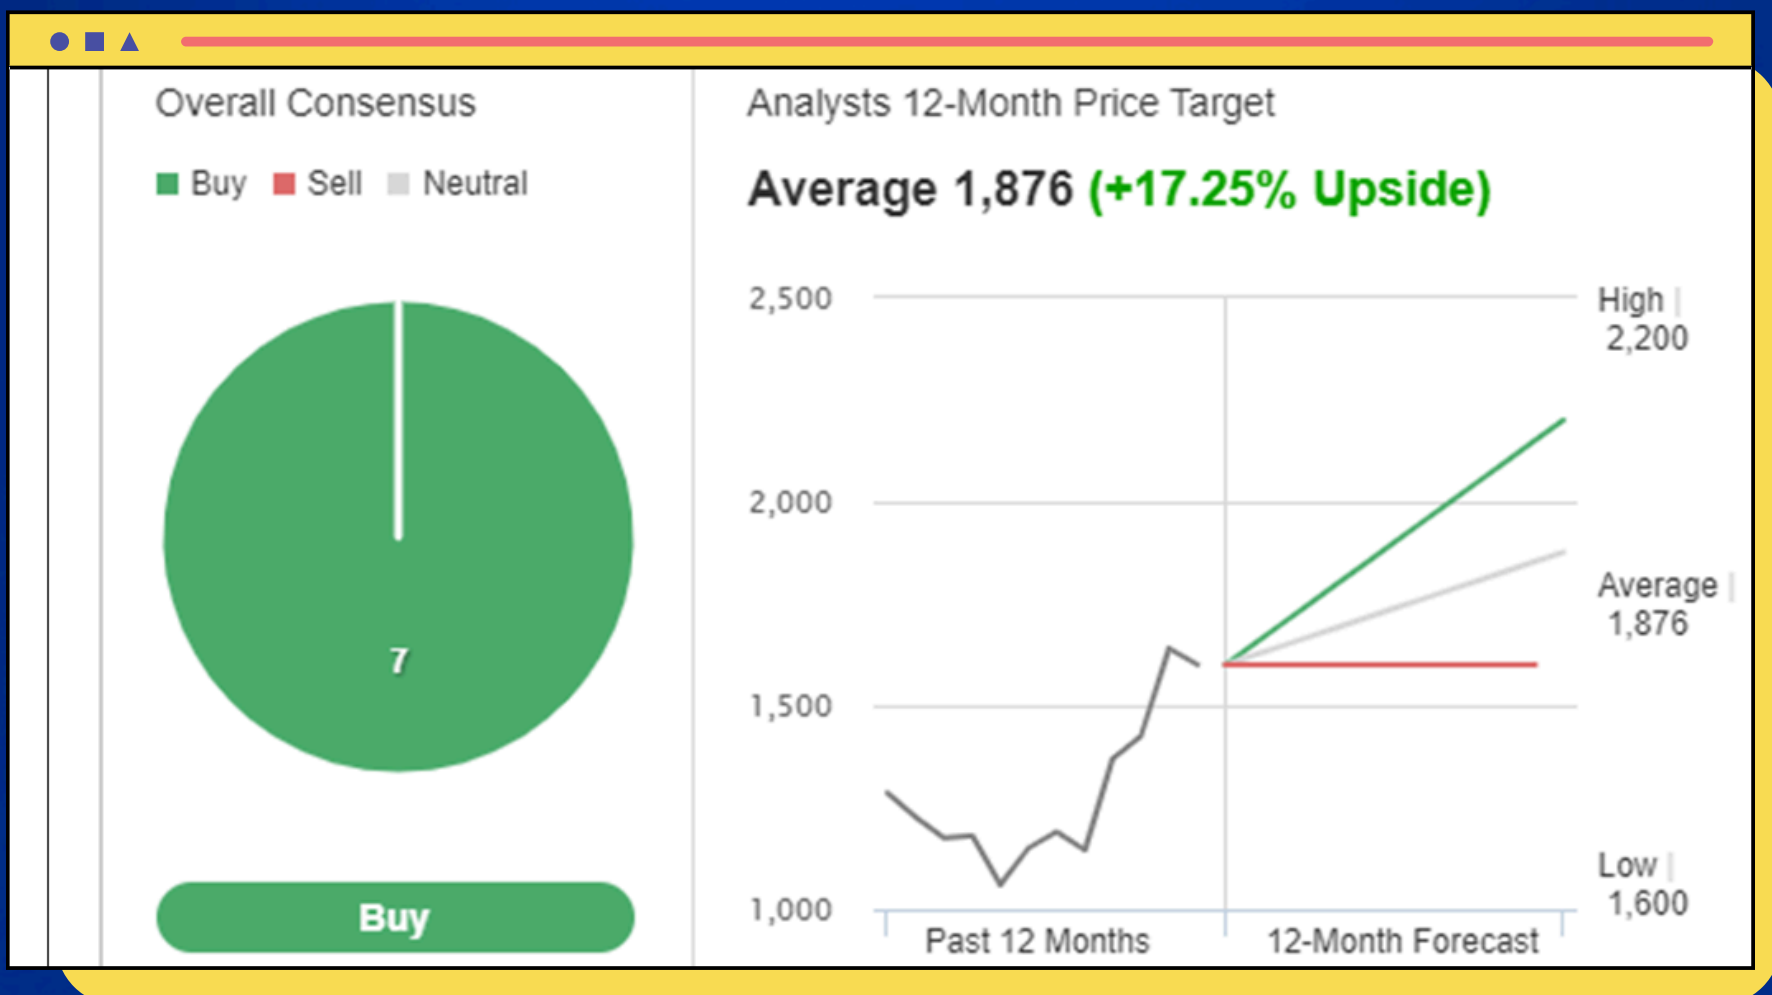 Overall Consensus
Buy Sell Neutral
7
Buy
Analysts 12-Month Price Target
Average 1,876 (+17.25% Upside)
2,500
2,000
1,500
1,000
High
2,200
Average
1,876
Low
1,600
Past 12 Months
12-Month Forecast